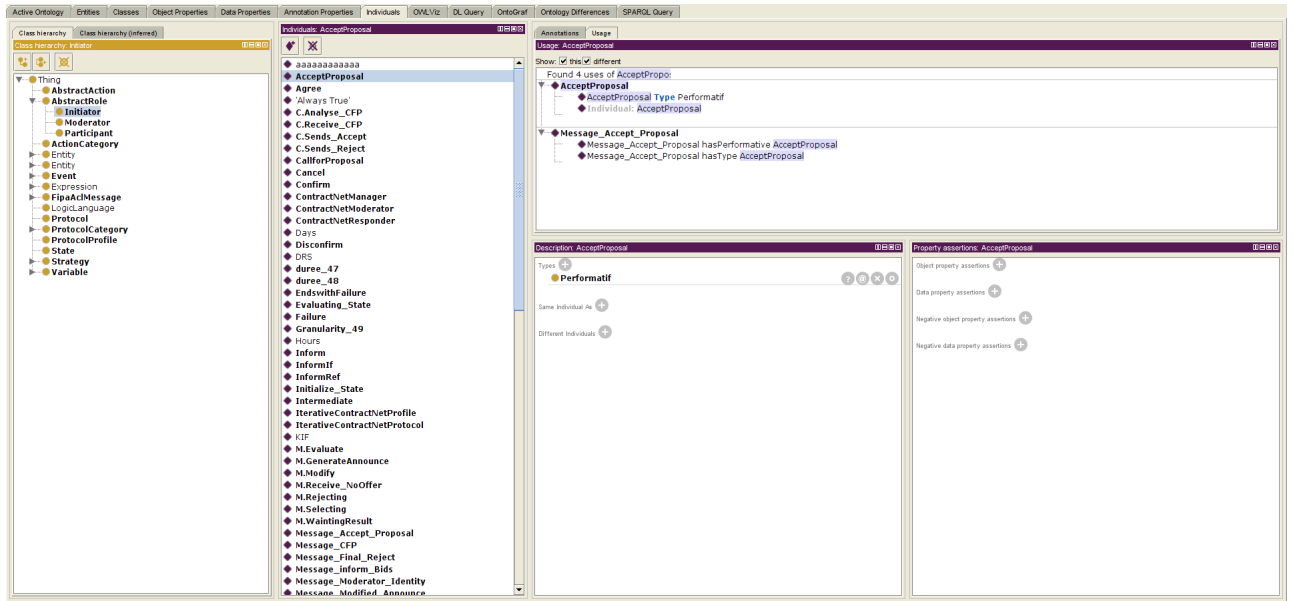 Active Ontology Entities Classes Object Properties Data Properties Annotation Properties Individuals OWLViz DL Query OntoGraf Ontology Differences SPARQL Query
Class hierarchy Class hierarchy (inferred)
Class hierarchy: Initiator
Thing
AbstractAction
AbstractRole
Initiator
Moderator
Participant
ActionCategory
Entity
Entity
Event
Expression
FipaAclMessage
LogicLanguage
Protocol
ProtocolCategory
ProtocolProfile
State
Strategy
Variable
Individuals: AcceptProposal
aaaaaaaaaaaa
AcceptProposal
Agree
'Always True'
C.Analyse_CFP
C.Receive_CFP
C.Sends_Accept
C.Sends_Reject
CallforProposal
Cancel
Confirm
ContractNetManager
ContractNetModerator
ContractNetResponder
Days
Disconfirm
DRS
duree_47
duree_48
EndswithFailure
Evaluating_State
Failure
Granularity_49
Hours
Inform
InformIf
InformRef
Initialize_State
Intermediate
IterativeContractNetProfile
IterativeContractNetProtocol
KIF
M.Evaluate
M.GenerateAnnounce
M.Modify
M.Receive_NoOffer
M.Rejecting
M.Selecting
M.WaintingResult
Message_Accept_Proposal
Message_CFP
Message_Final_Reject
Message_inform_Bids
Message_Moderator_Identity
Message_Modified_Announce
Annotations Usage
Usage: AcceptProposal
Show: this different
Found 4 uses of AcceptPropo
AcceptProposal
AcceptProposal Type Performatif
Individual: AcceptProposal
Message_Accept_Proposal
Message_Accept_Proposal hasPerformative AcceptProposal
Message_Accept_Proposal hasType AcceptProposal
Description: AcceptProposal
Types
Performatif
Same Individual As
Different Individuals
Property assertions: AcceptProposal
Object property assertions
Data property assertions
Negative object property assertions
Negative data property assertions